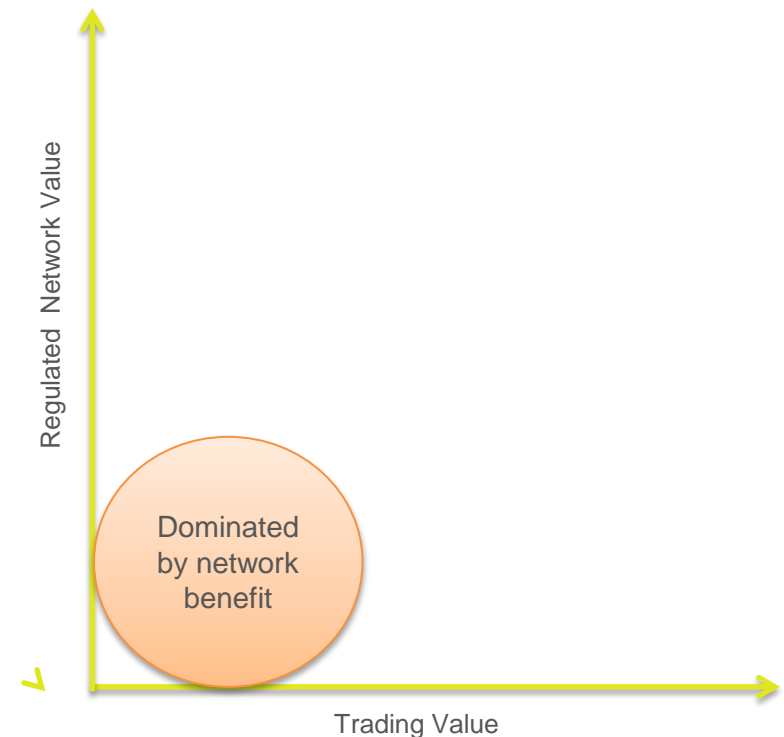 Regulated Network Value
Dominated
by network
benefit
Trading Value